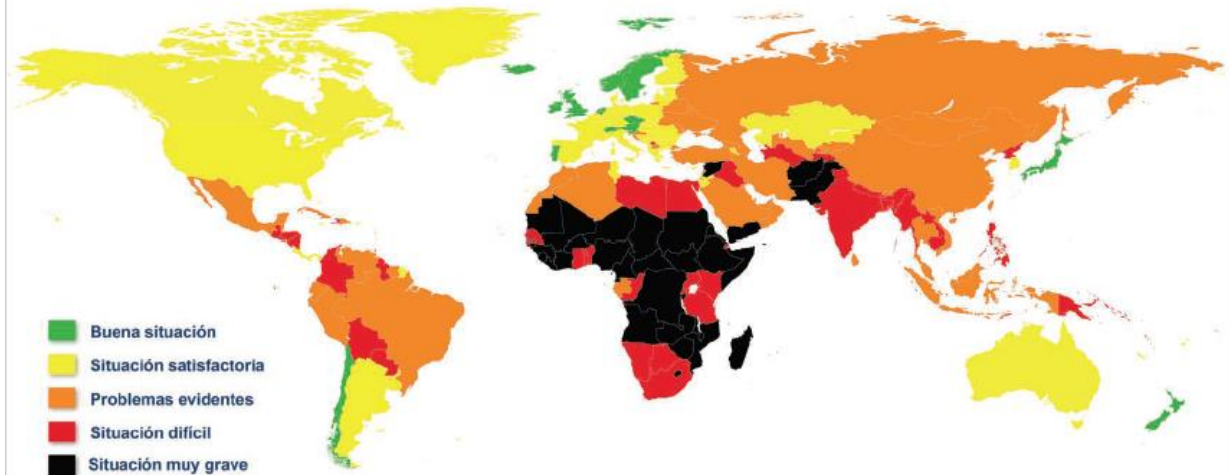 Buena situación
Situación satisfactoria
Problemas evidentes
Situación difícil
Situación muy grave